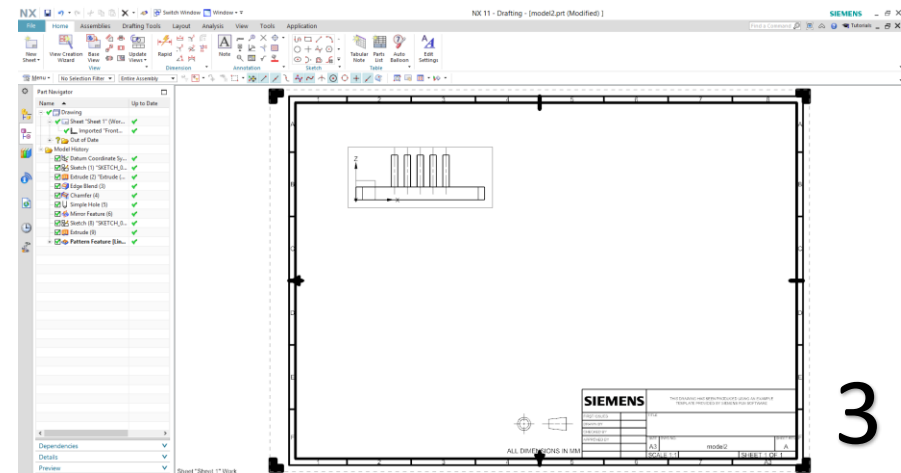 NX
Switch Window
Window
NX 11 - Drafting - [model2.prt (Modified) ]
SIEMENS
File
Home
Assemblies
Drafting Tools
Layout
Analysis
View
Tools
Application
Find a Command
Tutorials
New Sheet
View Creation Wizard
Base View
Update Views
Rapid
Note
Tabular Note
Parts List
Auto Balloon
Edit Settings
View
Dimension
Annotation
Sketch
Table
Menu
No Selection Filter
Entire Assembly
Part Navigator
Name
Up to Date
Drawing
Sheet "Sheet 1" (Wor...
Imported "Front...
Out of Date
Model History
Datum Coordinate Sy...
Sketch (1) "SKETCH_0...
Extrude (2) "Extrude (...
Edge Blend (3)
Chamfer (4)
Simple Hole (5)
Mirror Feature (6)
Sketch (8) "SKETCH_0...
Extrude (9)
Pattern Feature [Lin...
Dependencies
Details
Preview
Z
X
A
B
D
E
F
SIEMENS
ALL DIMENSIONS IN MM
A3
model2
A
SCALE 1:1
SHEET 1 OF 1
Sheet "Sheet 1" Work
3